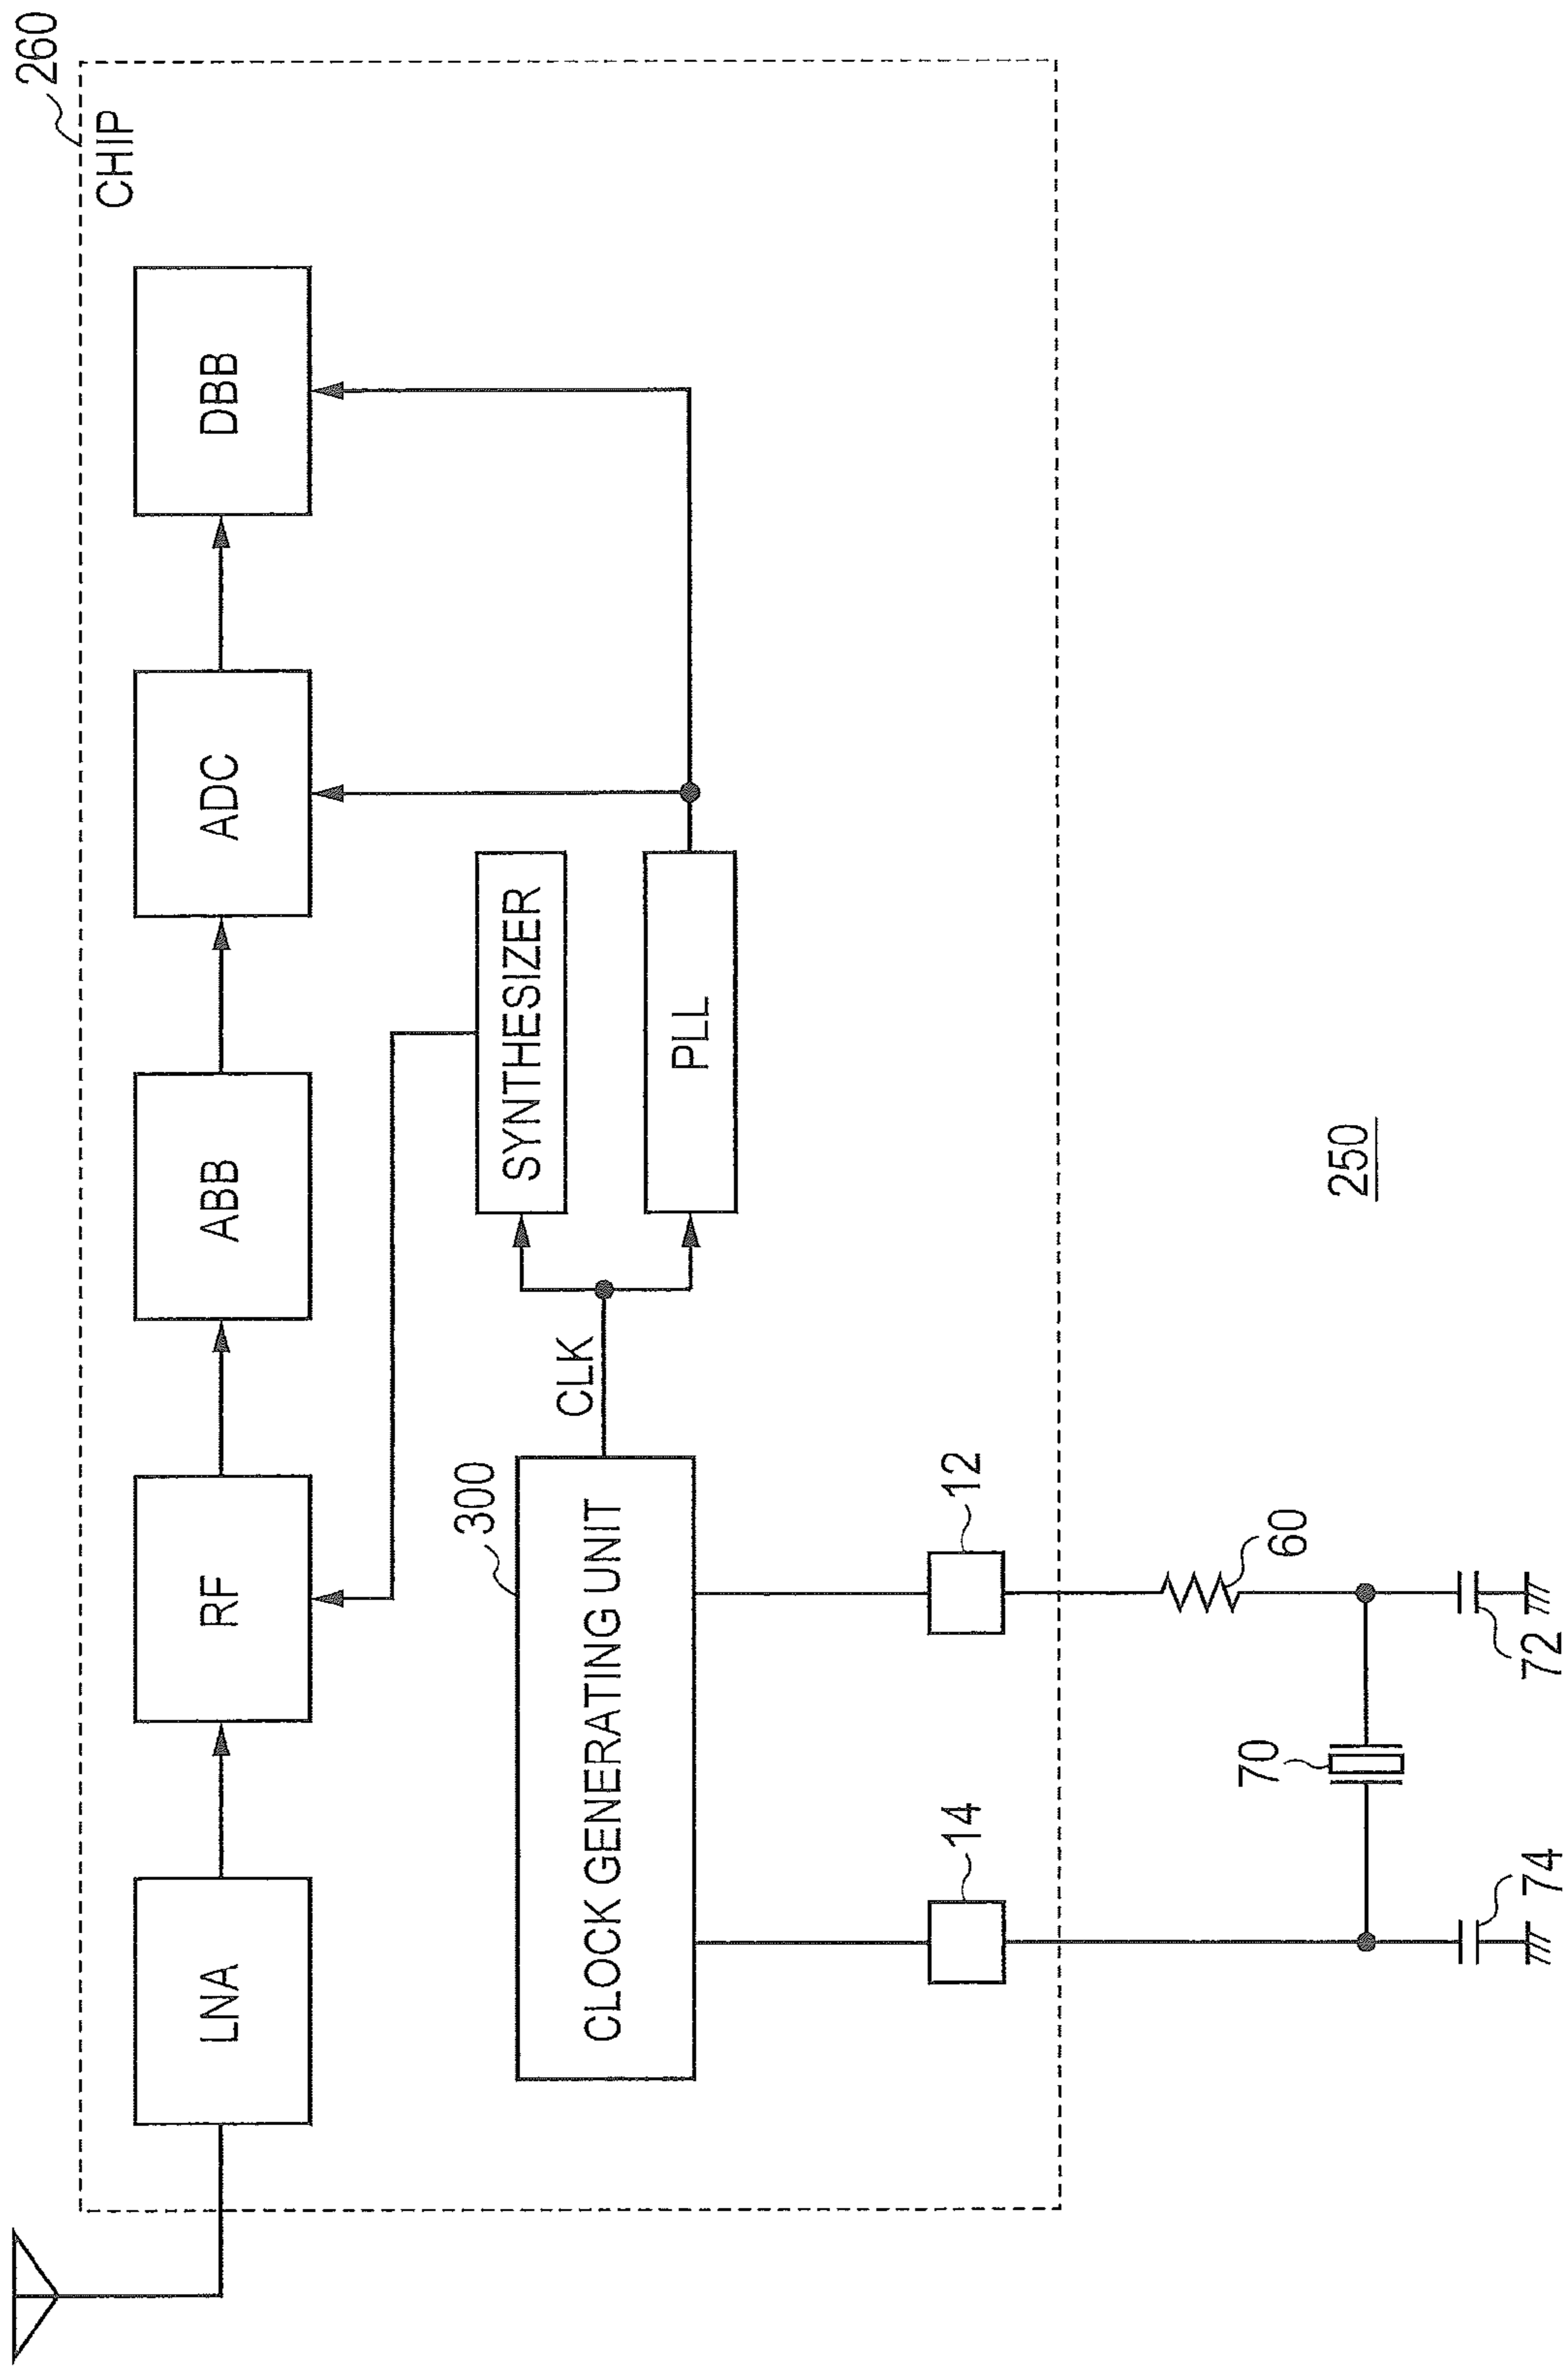 260
CHIP
LNA
RF
ABB
ADC
DBB
SYNTHESIZER
300
CLOCK GENERATING UNIT
CLK
PLL
14
12
60
70
250
74
72